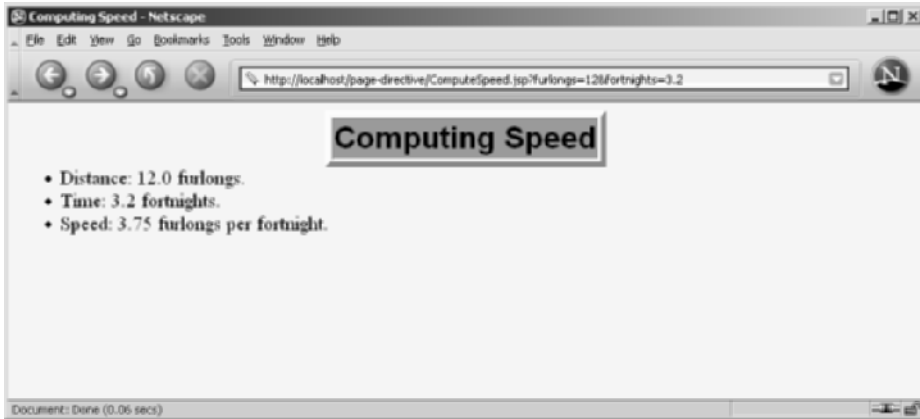 Computing Speed - Netscape
File Edit View Go Bookmarks Tools Window Help
http://localhost/page-directive/ComputeSpeed.jsp?furlongs=12&fortnights=3.2
N
Computing Speed
• Distance: 12.0 furlongs.
• Time: 3.2 fortnights.
• Speed: 3.75 furlongs per fortnight.
Document: Done (0.06 secs)